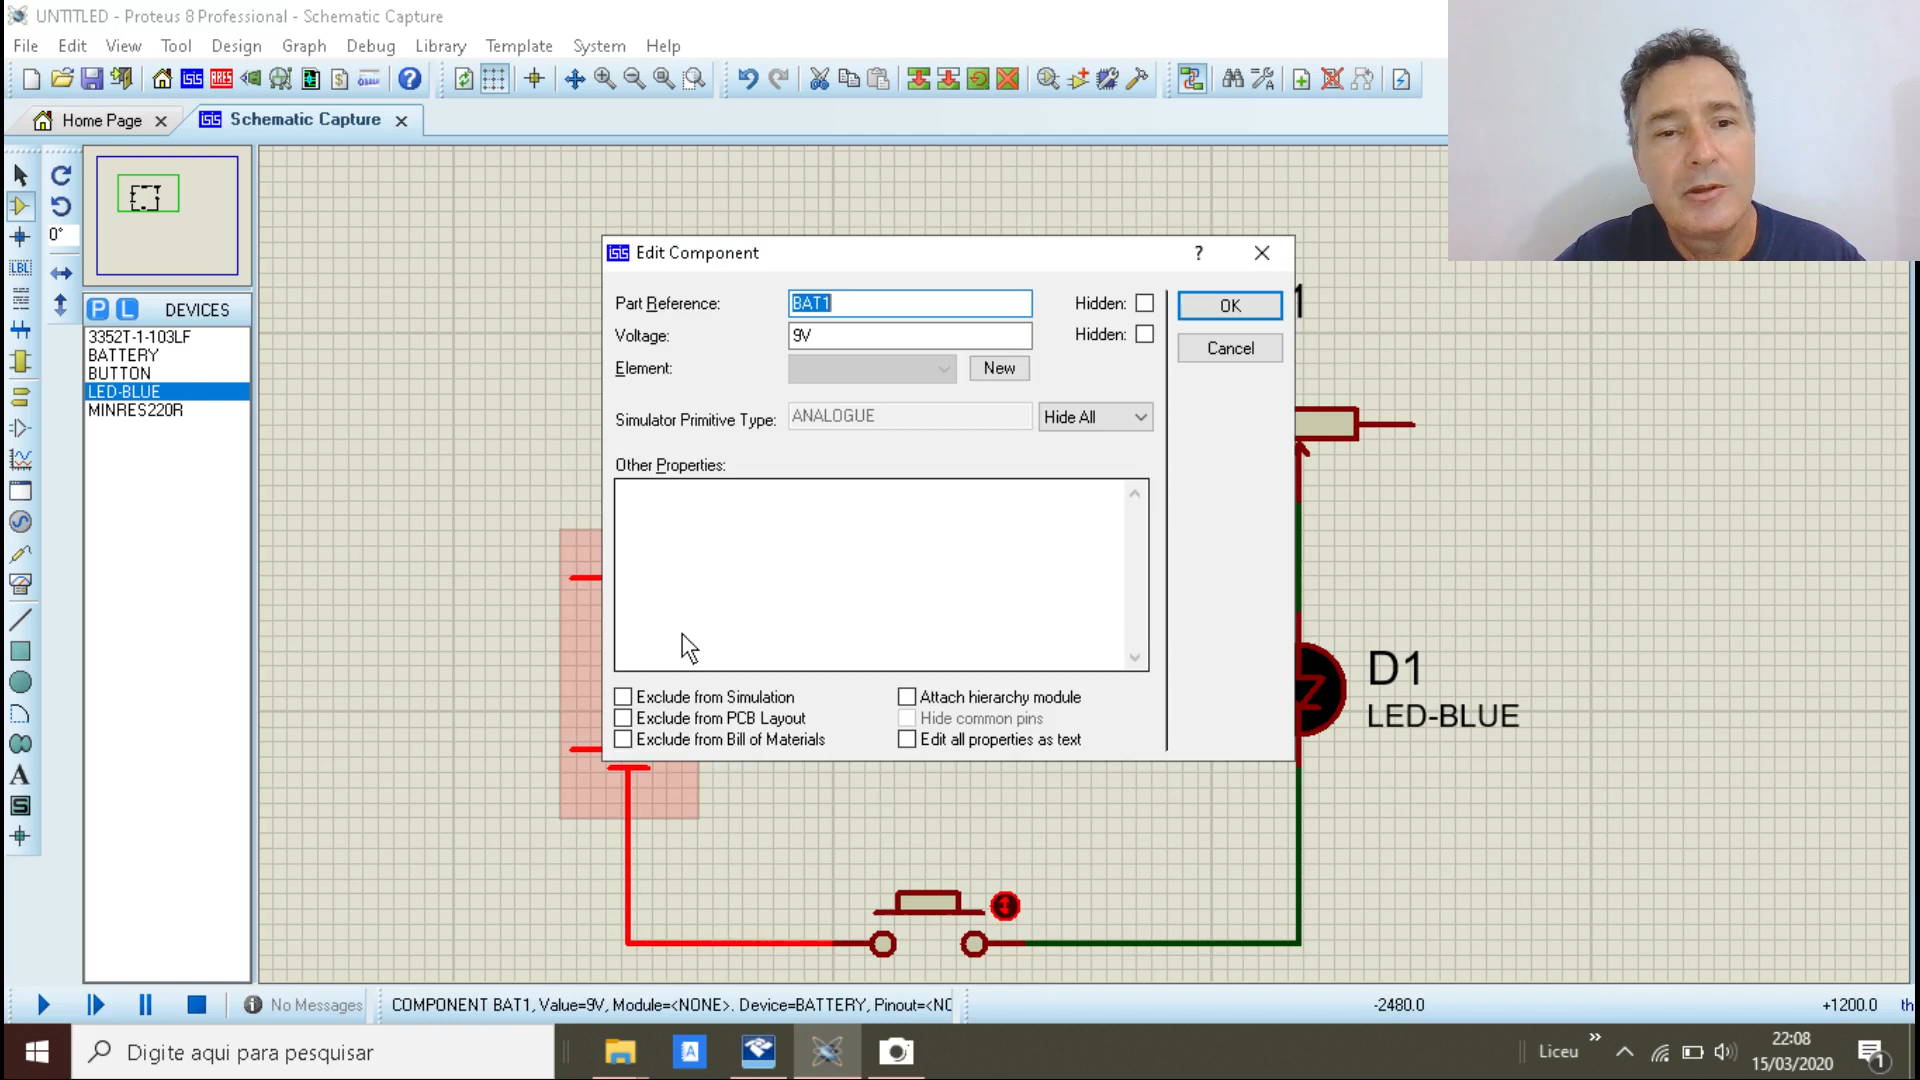 UNTITLED - Proteus 8 Professional - Schematic Capture
File Edit View Tool Design Graph Debug Library Template System Help
Home Page
Schematic Capture
0°
LBL
P L DEVICES
3352T-1-103LF
BATTERY
BUTTON
LED-BLUE
MINRES220R
A
S
isis Edit Component ?
Part Reference: BAT1 Hidden:
OK
Voltage: 9V Hidden:
Cancel
Element: New
Simulator Primitive Type: ANALOGUE Hide All
Other Properties:
Exclude from Simulation
Attach hierarchy module
Exclude from PCB Layout
Hide common pins
Exclude from Bill of Materials
Edit all properties as text
D1
LED-BLUE
No Messages
COMPONENT BAT1, Value=9V, Module=<NONE>. Device=BATTERY, Pinout=<NO
-2480.0
+1200.0
th
Digite aqui para pesquisar
Liceu
22:08
15/03/2020
1